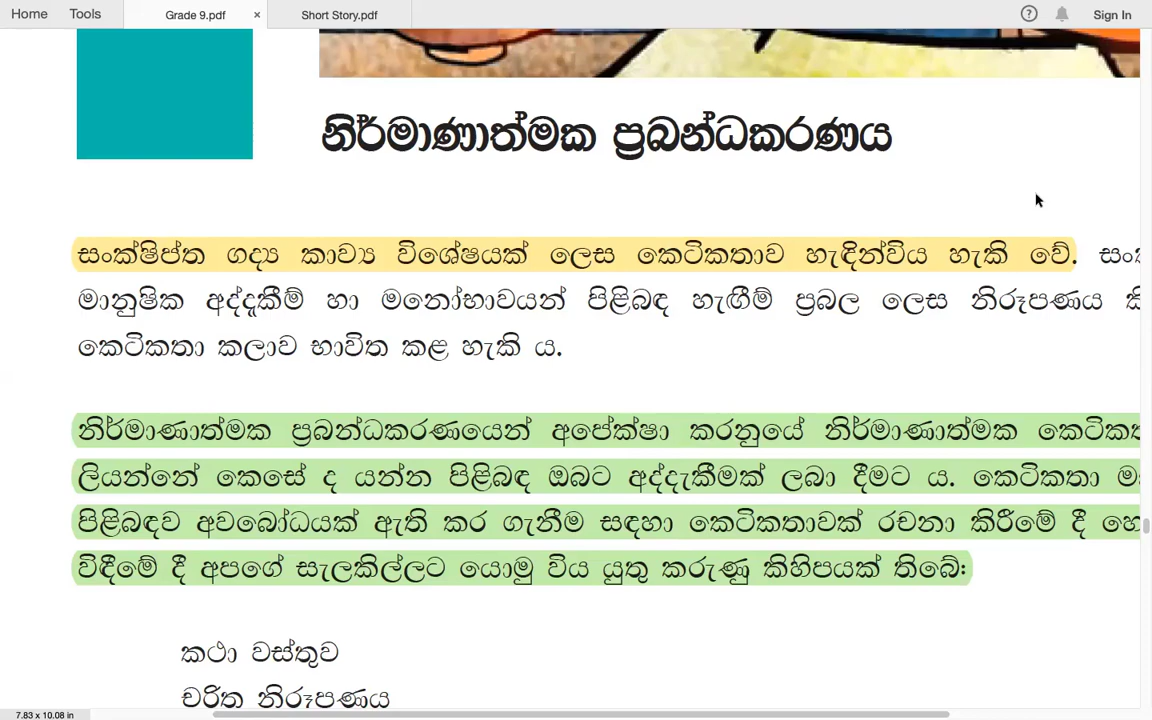 Home Tools Grade 9.pdf × Short Story.pdf ? Sign In
නිර්මාණාත්මක ප්‍රබන්ධකරණය
සංක්ෂිප්ත ගද්‍ය කාව්‍ය විශේෂයක් ලෙස කෙටිකතාව හැඳින්විය හැකි වේ.
මානුෂික අද්දැකීම් හා මනෝභාවයන් පිළිබඳ හැඟීම් ප්‍රබල ලෙස නිරූපණය
කෙටිකතා කලාව භාවිත කළ හැකි ය.
නිර්මාණාත්මක ප්‍රබන්ධකරණයෙන් අපේක්ෂා කරනුයේ නිර්මාණාත්මක
ලියන්නේ කෙසේ ද යන්න පිළිබඳ ඔබට අද්දැකීමක් ලබා දීමට ය. කෙටිකතා
පිළිබඳව අවබෝධයක් ඇති කර ගැනීම සඳහා කෙටිකතාවක් රචනා කිරීමේ දී
විඳීමේ දී අපගේ සැලකිල්ලට යොමු විය යුතු කරුණු කිහිපයක් තිබේ:
කථා වස්තුව
චරිත නිරූපණය
7.83 x 10.08 in